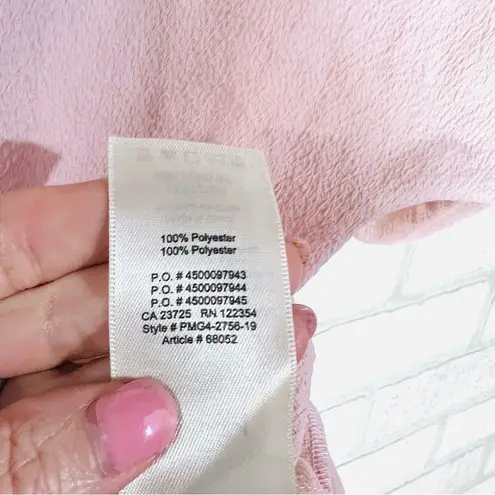 100% Polyester
100% Polyester
P.O. # 4500097943
P.O. # 4500097944
P.O. # 4500097945
CA 23725 RN 122354
Style # PMG4-2756-19
Article # 68052